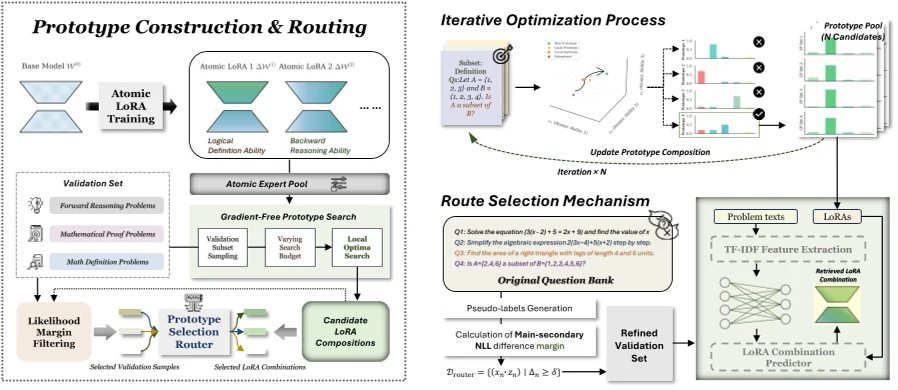 Prototype Construction & Routing
Base Model W⁽⁰⁾
Atomic LoRA 1 ΔW⁽¹⁾
Atomic LoRA 2 ΔW⁽²⁾
Atomic
LoRA
Training
... ...
Logical
Definition Ability
Backward
Reasoning Ability
Validation Set
Forward Reasoning Problems
Mathematical Proof Problems
Math Definition Problems
Atomic Expert Pool
Gradient-Free Prototype Search
Validation
Subset
Sampling
Varying
Search
Budget
Local
Optima
Search
Likelihood
Margin
Filtering
Prototype
Selection
Router
Candidate
LoRA
Compositions
Selected Validation Samples
Selected LoRA Combinations
Iterative Optimization Process
Subset:
Definition
Q1:Let A = {1,
2, 3} and B =
{1, 2, 3, 4}. Is
A a subset of
B?
Prototype Pool
(N Candidates)
Update Prototype Composition
Iteration × N
Route Selection Mechanism
Q1: Solve the equation (3(x - 2) + 5 = 2x + 9) and find the value of x
Q2: Simplify the algebraic expression 2(3x−4)+5(x+2) step by step.
Q3: Find the area of a right triangle with legs of length 4 and 6 units.
Q4: Is A={2,4,6} a subset of B={1,2,3,4,5,6}?
Original Question Bank
Pseudo-labels Generation
Calculation of Main-secondary
NLL difference margin
D_router = {(xₙ, zₙ) | Δₙ ≥ δ}
Refined
Validation
Set
Problem texts
LoRAs
TF-IDF Feature Extraction
Retrieved LoRA
Combination
LoRA Combination
Predictor